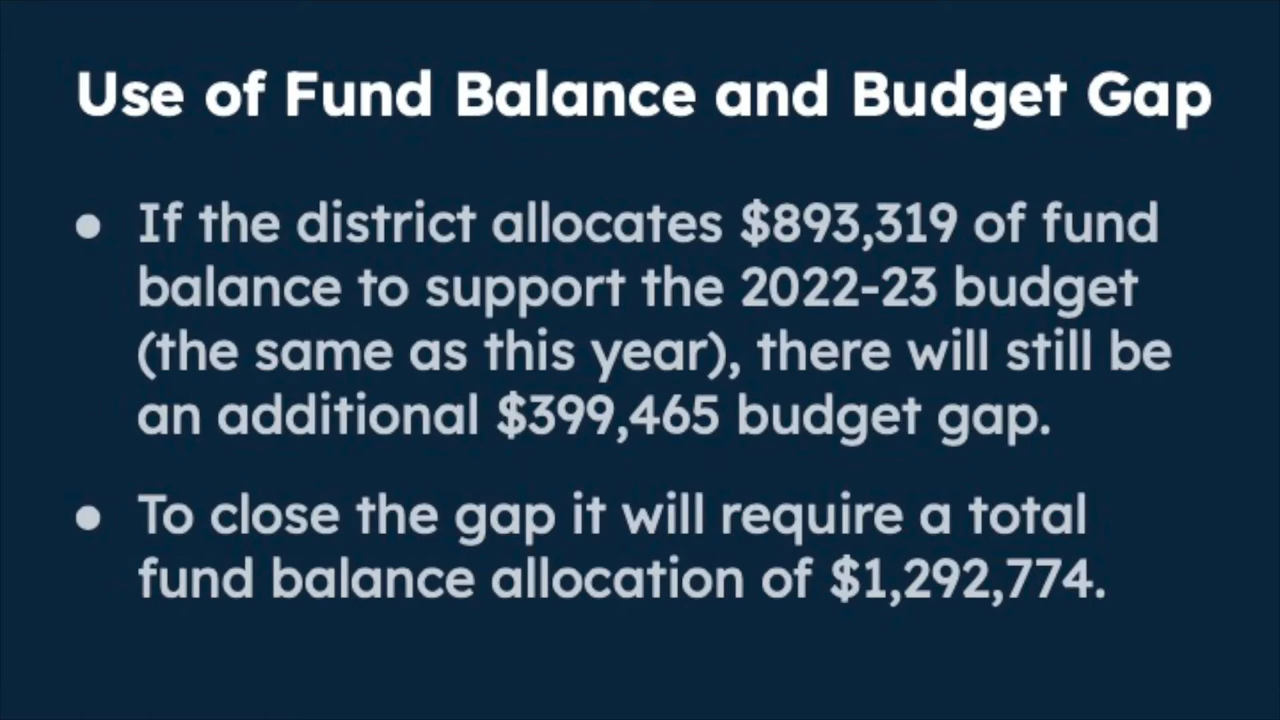 Use of Fund Balance and Budget Gap
● If the district allocates $893,319 of fund
balance to support the 2022-23 budget
(the same as this year), there will still be
an additional $399,465 budget gap.
● To close the gap it will require a total
fund balance allocation of $1,292,774.